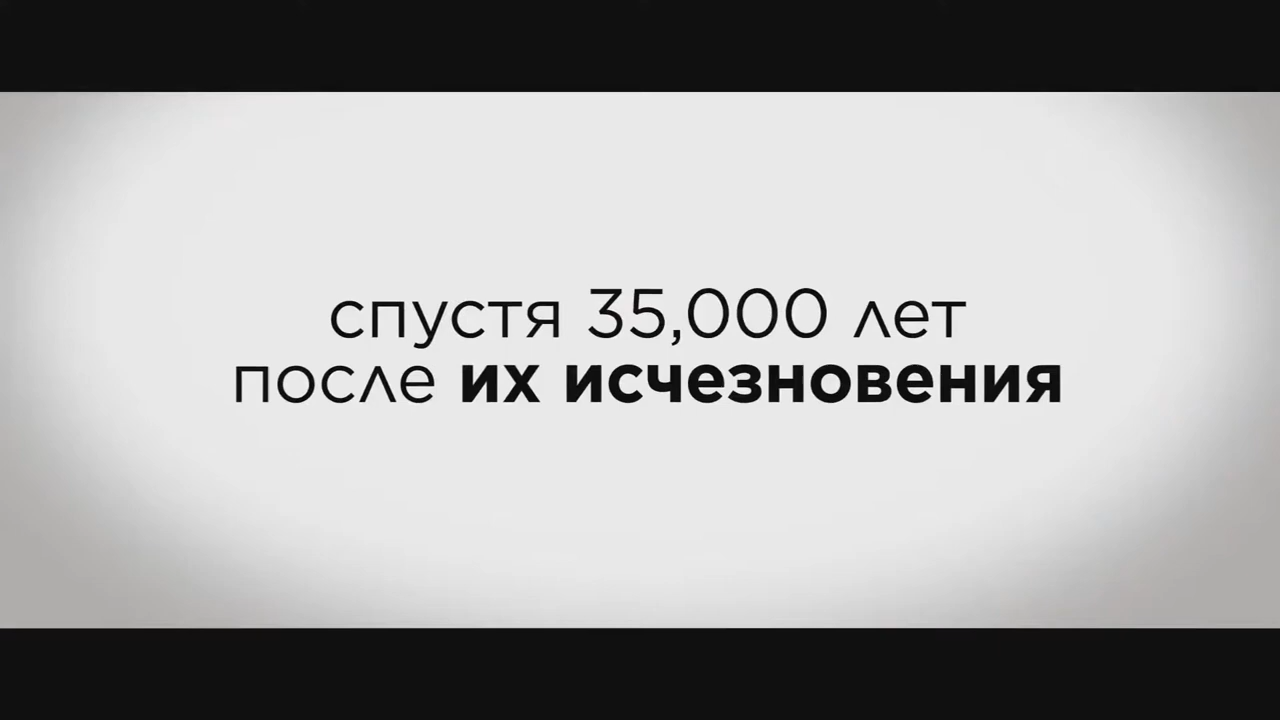 спустя 35,000 лет
после их исчезновения